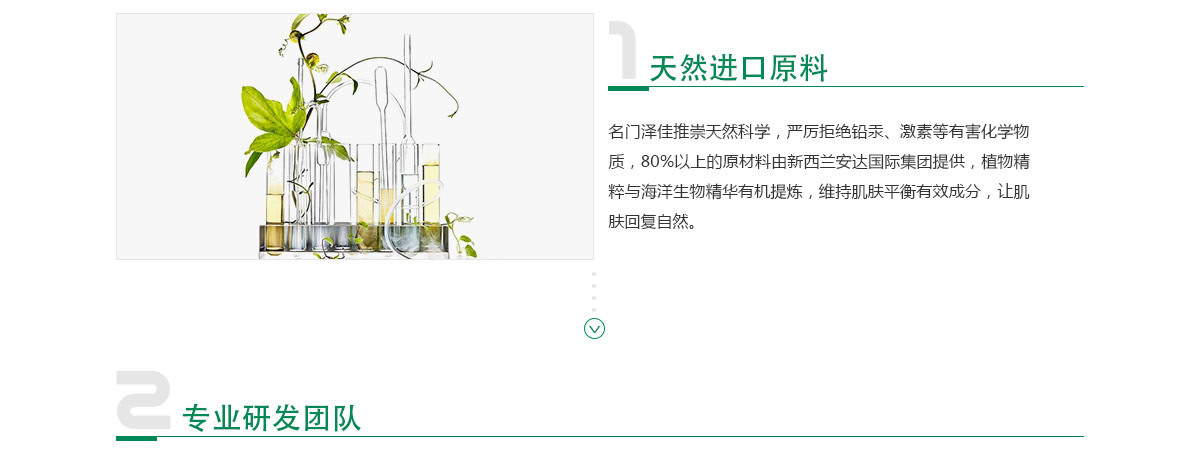 1
天然进口原料
名门泽佳推崇天然科学，严厉拒绝铅汞、激素等有害化学物
质，80%以上的原材料由新西兰安达国际集团提供，植物精
粹与海洋生物精华有机提炼，维持肌肤平衡有效成分，让肌
肤回复自然。
2
专业研发团队